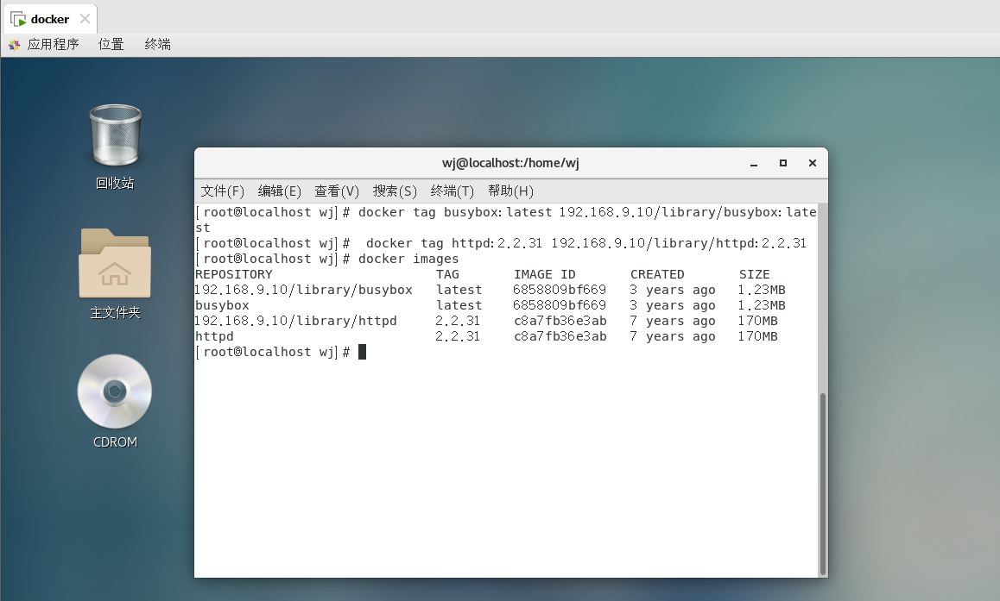 docker
应用程序 位置 终端
回收站
主文件夹
CDROM
wj@localhost:/home/wj
文件(F) 编辑(E) 查看(V) 搜索(S) 终端(T) 帮助(H)
[root@localhost wj]# docker tag busybox:latest 192.168.9.10/library/busybox:late
st
[root@localhost wj]#  docker tag httpd:2.2.31 192.168.9.10/library/httpd:2.2.31
[root@localhost wj]# docker images
REPOSITORY TAG IMAGE ID CREATED SIZE
192.168.9.10/library/busybox latest 6858809bf669 3 years ago 1.23MB
busybox latest 6858809bf669 3 years ago 1.23MB
192.168.9.10/library/httpd 2.2.31 c8a7fb36e3ab 7 years ago 170MB
httpd 2.2.31 c8a7fb36e3ab 7 years ago 170MB
[root@localhost wj]#